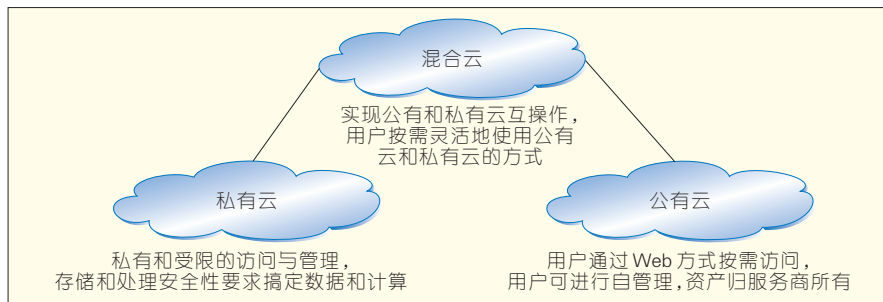 混合云
实现公有和私有云互操作,
用户按需灵活地使用公有
云和私有云的方式
私有云
私有和受限的访问与管理,
存储和处理安全性要求搞定数据和计算
公有云
用户通过 Web 方式按需访问,
用户可进行自管理,资产归服务商所有